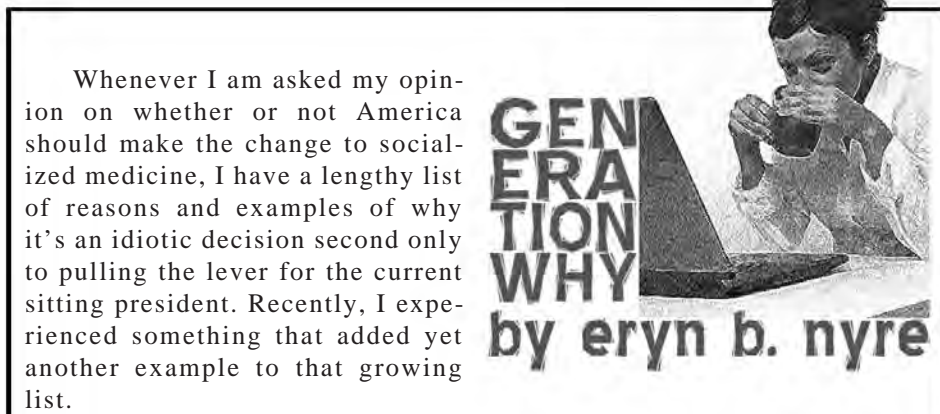 Whenever I am asked my opin-
ion on whether or not America
should make the change to social-
ized medicine, I have a lengthy list
of reasons and examples of why
it's an idiotic decision second only
to pulling the lever for the current
sitting president. Recently, I expe-
rienced something that added yet
another example to that growing
list.
GEN
ERA
TION
WHY
by eryn b. nyre